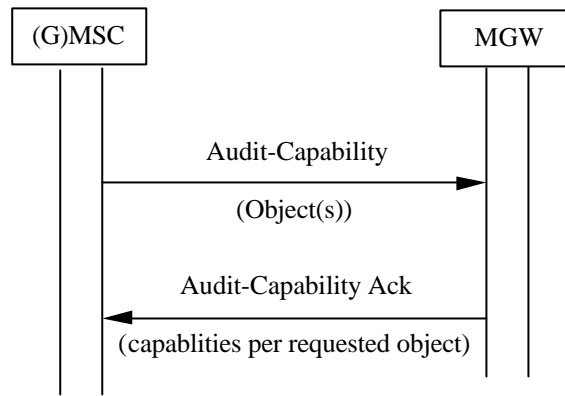 (G)MSC
MGW
Audit-Capability
(Object(s))
Audit-Capability Ack
(capablities per requested object)